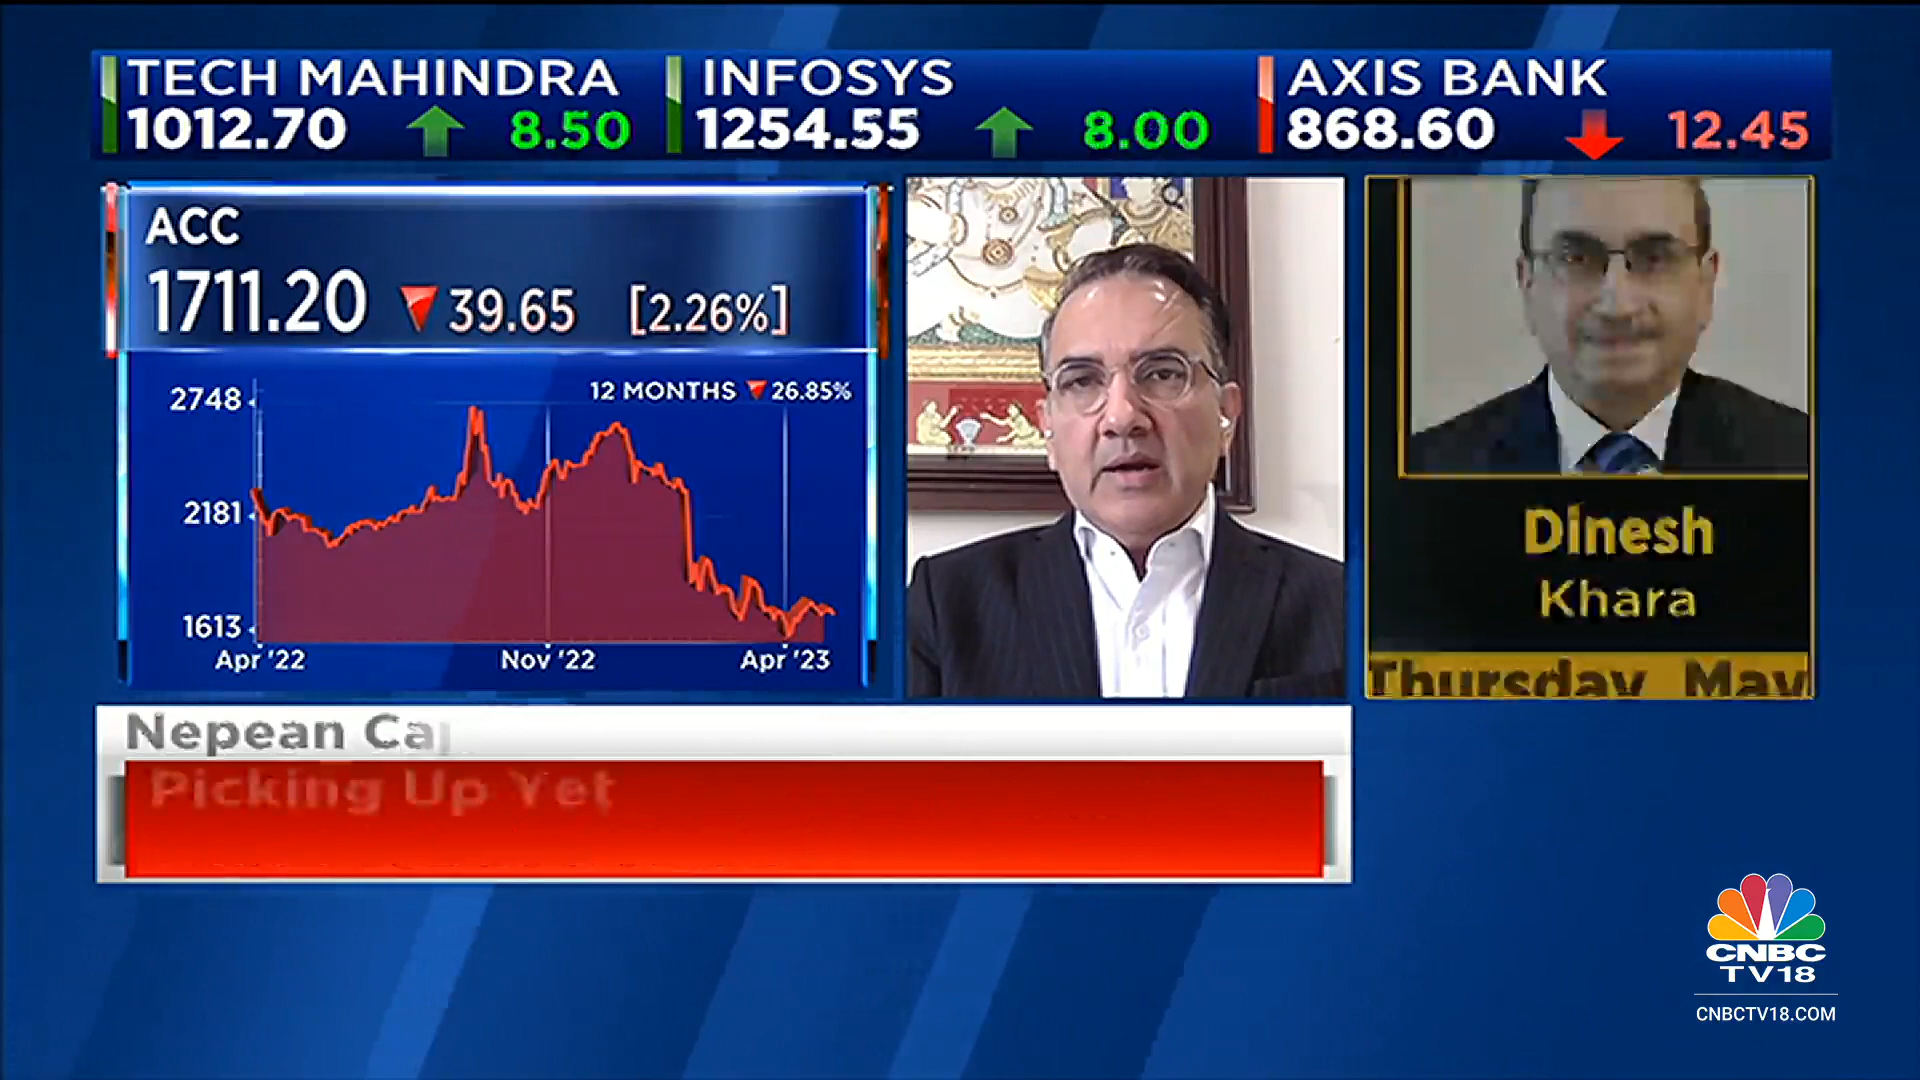 TECH MAHINDRA
1012.70 8.50
INFOSYS
1254.55 8.00
AXIS BANK
868.60 12.45
ACC
1711.20 39.65 [2.26%]
12 MONTHS 26.85%
2748
2181
1613
Apr '22 Nov '22 Apr '23
Dinesh
Khara
Thursday May
Nepean
Picking Up Yet
CNBC
TV18
CNBCTV18.COM